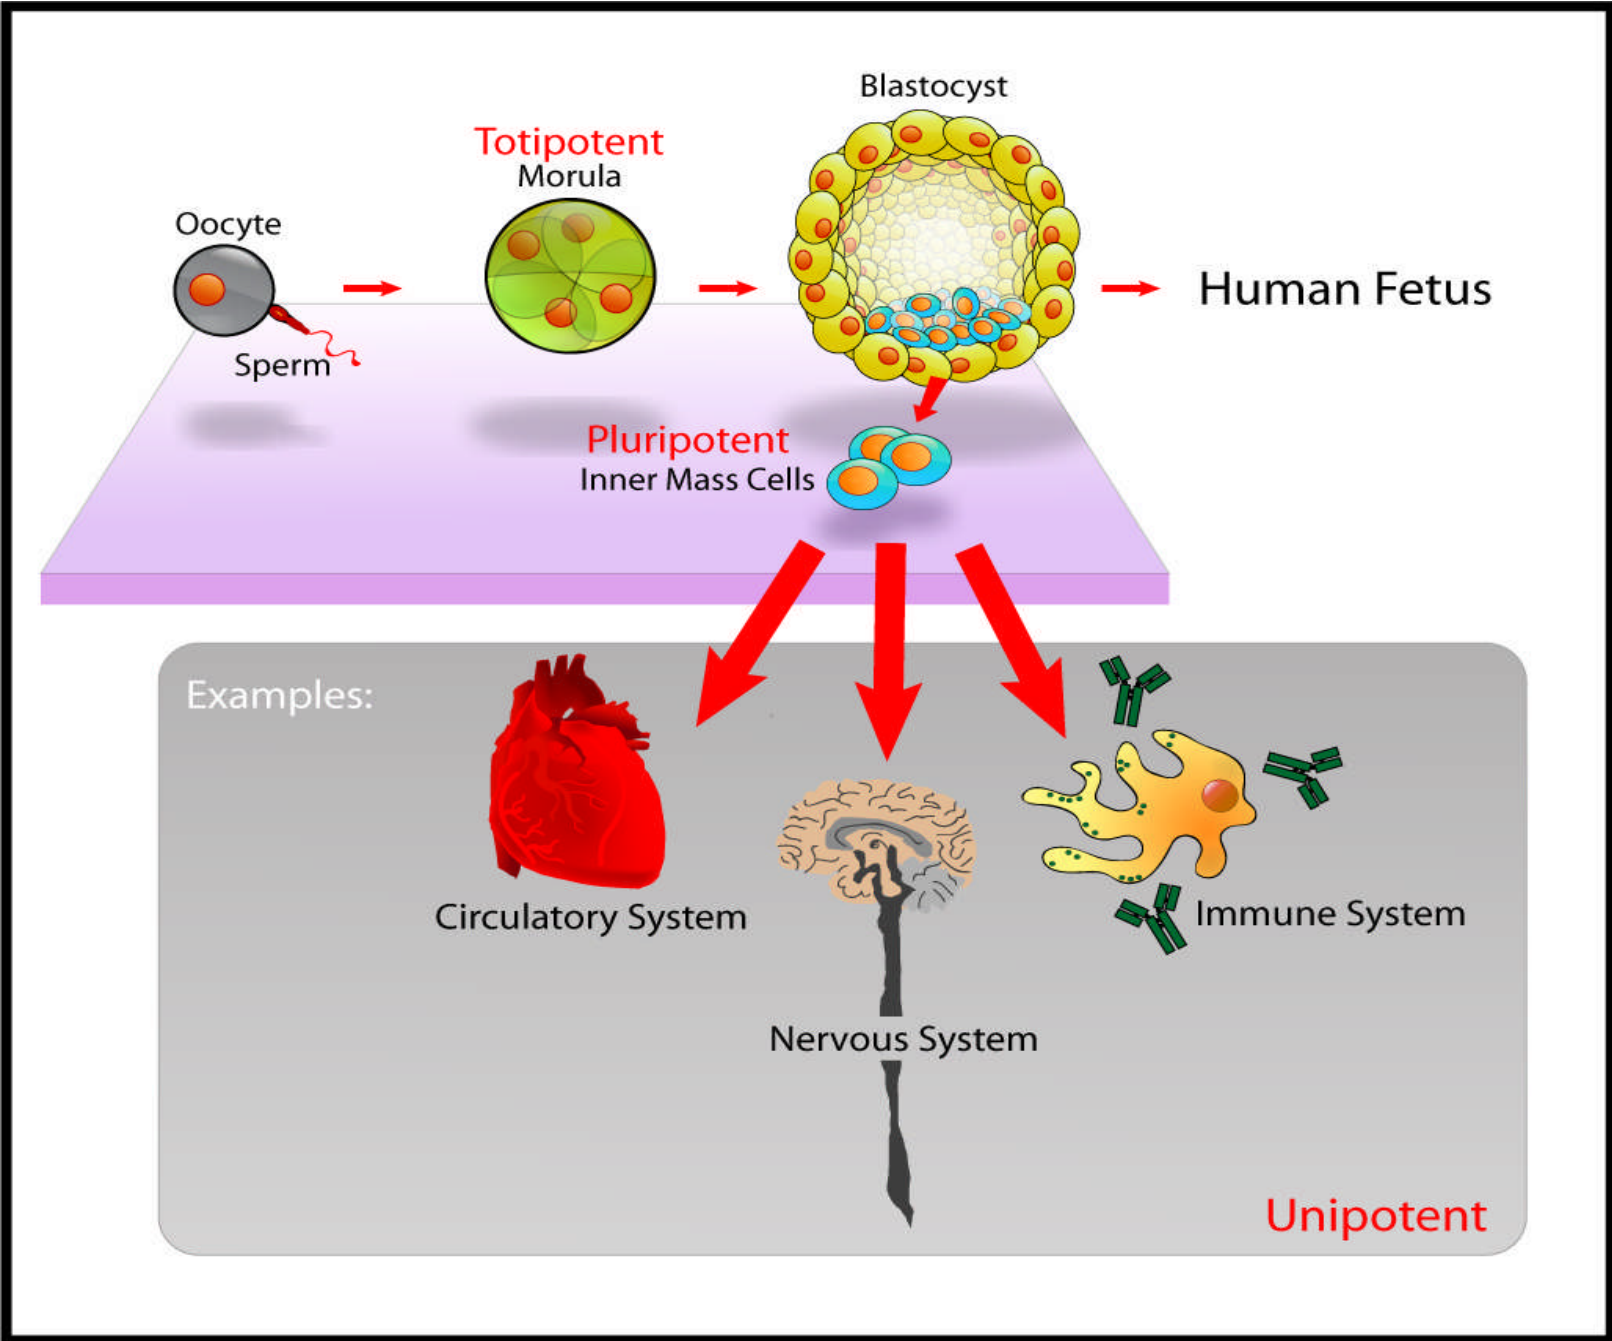 Blastocyst
Totipotent
Morula
Oocyte
Sperm
Human Fetus
Pluripotent
Inner Mass Cells
Examples:
Circulatory System
Immune System
Nervous System
Unipotent